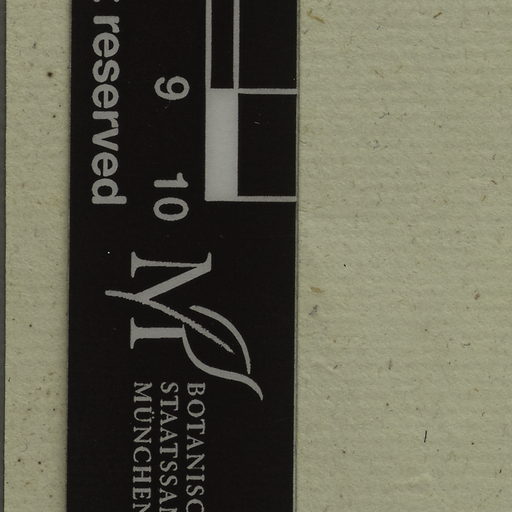 reserved
9 10
M
BOTANISC
STAATSSA
MÜNCHEN